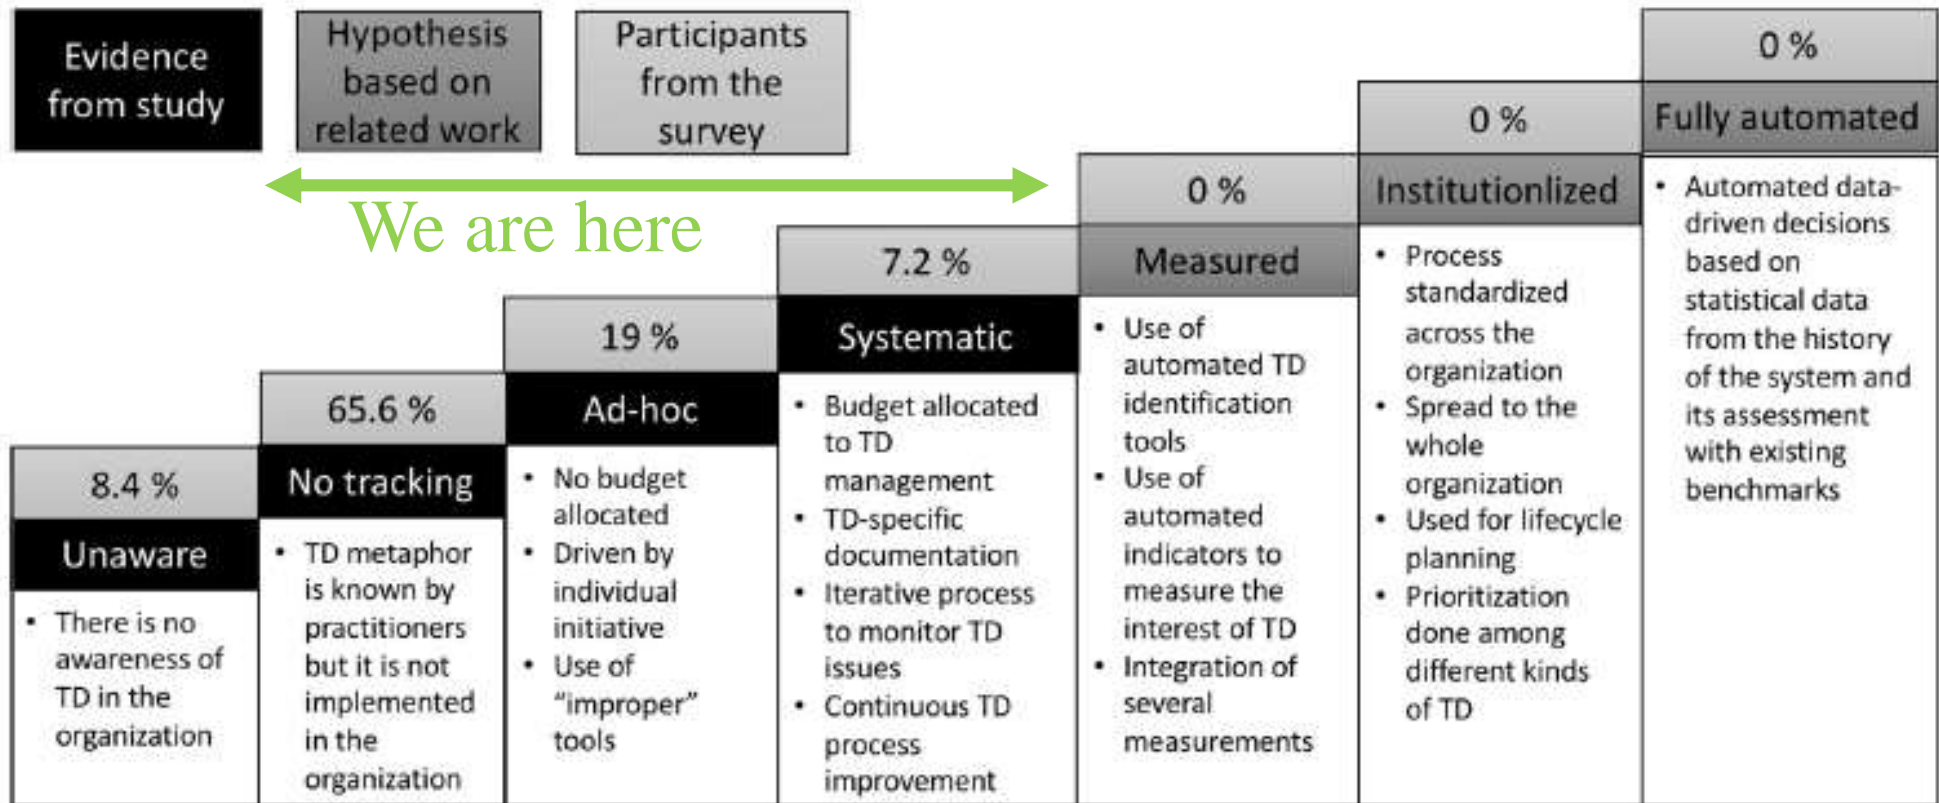 Evidence
from study
Hypothesis
based on
related work
Participants
from the
survey
We are here
8.4 %
Unaware
• There is no
awareness of
TD in the
organization
65.6 %
No tracking
• TD metaphor
is known by
practitioners
but it is not
implemented
in the
organization
19 %
Ad-hoc
• No budget
allocated
• Driven by
individual
initiative
• Use of
“improper”
tools
7.2 %
Systematic
• Budget allocated
to TD
management
• TD-specific
documentation
• Iterative process
to monitor TD
issues
• Continuous TD
process
improvement
0 %
Measured
• Use of
automated TD
identification
tools
• Use of
automated
indicators to
measure the
interest of TD
• Integration of
several
measurements
0 %
Institutionlized
• Process
standardized
across the
organization
• Spread to the
whole
organization
• Used for lifecycle
planning
• Prioritization
done among
different kinds
of TD
0 %
Fully automated
• Automated data-
driven decisions
based on
statistical data
from the history
of the system and
its assessment
with existing
benchmarks